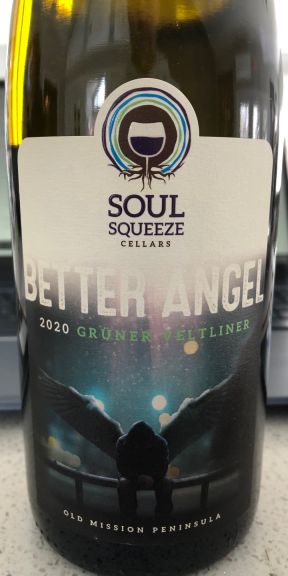 SOUL
SQUEEZE
CELLARS
BETTER ANGEL
2020 GRÜNER VELTLINER
OLD MISSION PENINSULA